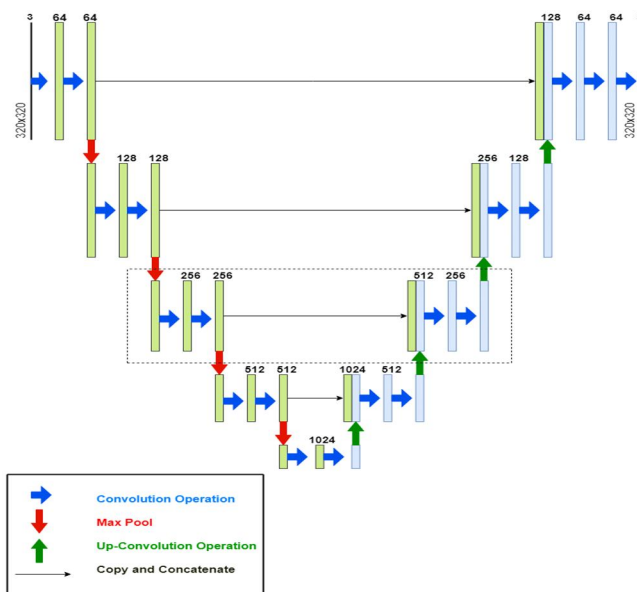 3 64 64 128 64 64
320x320 320x320
128 128 256 128
256 256 512 256
512 512 1024 512
1024
Convolution Operation
Max Pool
Up-Convolution Operation
Copy and Concatenate